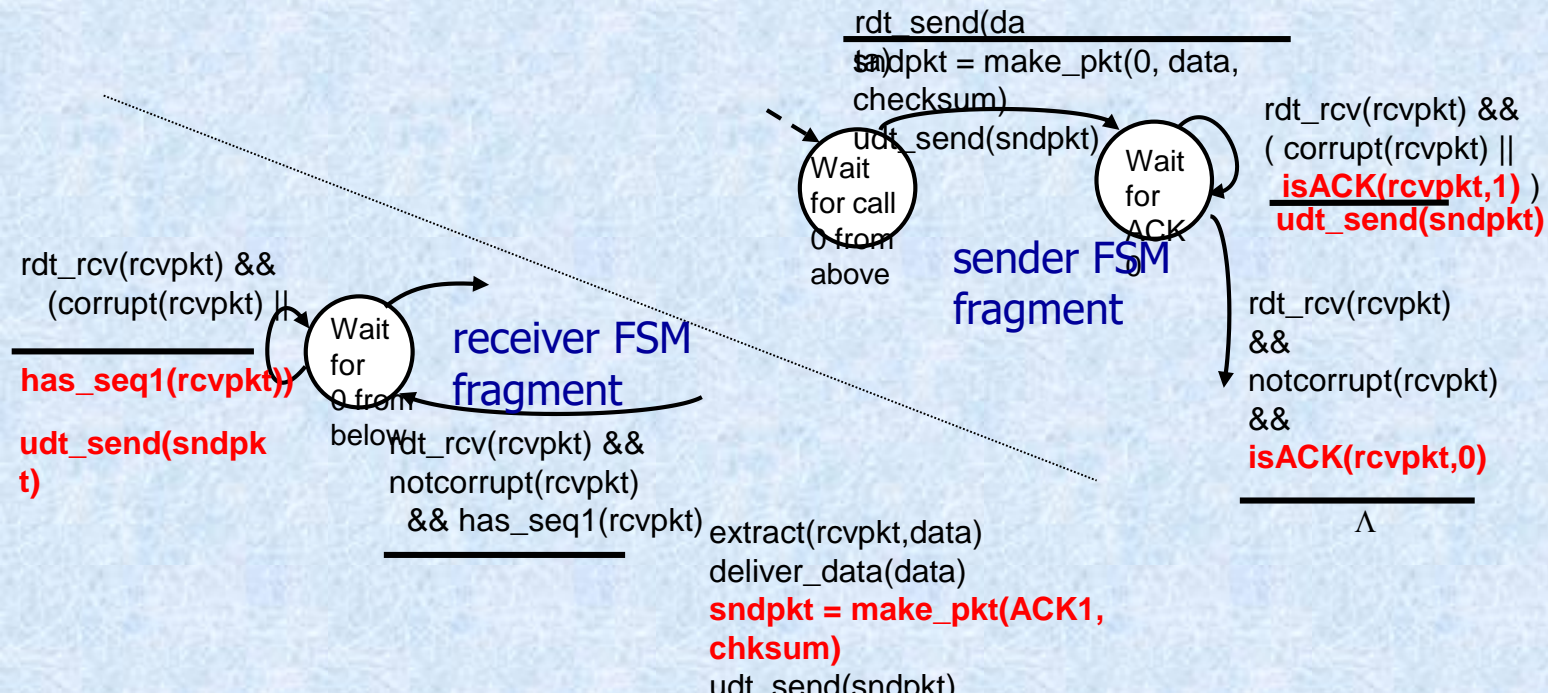 rdt_send(da
ta)
sndpkt = make_pkt(0, data,
checksum)
udt_send(sndpkt)
Wait
for call
0 from
above
Wait
for
ACK
0
rdt_rcv(rcvpkt) &&
( corrupt(rcvpkt) ||
isACK(rcvpkt,1) )
udt_send(sndpkt)
sender FSM
fragment
rdt_rcv(rcvpkt)
&&
notcorrupt(rcvpkt)
&&
isACK(rcvpkt,0)
Λ
rdt_rcv(rcvpkt) &&
(corrupt(rcvpkt) ||
has_seq1(rcvpkt))
udt_send(sndpk
t)
Wait
for
0 from
below
receiver FSM
fragment
rdt_rcv(rcvpkt) &&
notcorrupt(rcvpkt)
&& has_seq1(rcvpkt)
extract(rcvpkt,data)
deliver_data(data)
sndpkt = make_pkt(ACK1,
chksum)
udt_send(sndpkt)